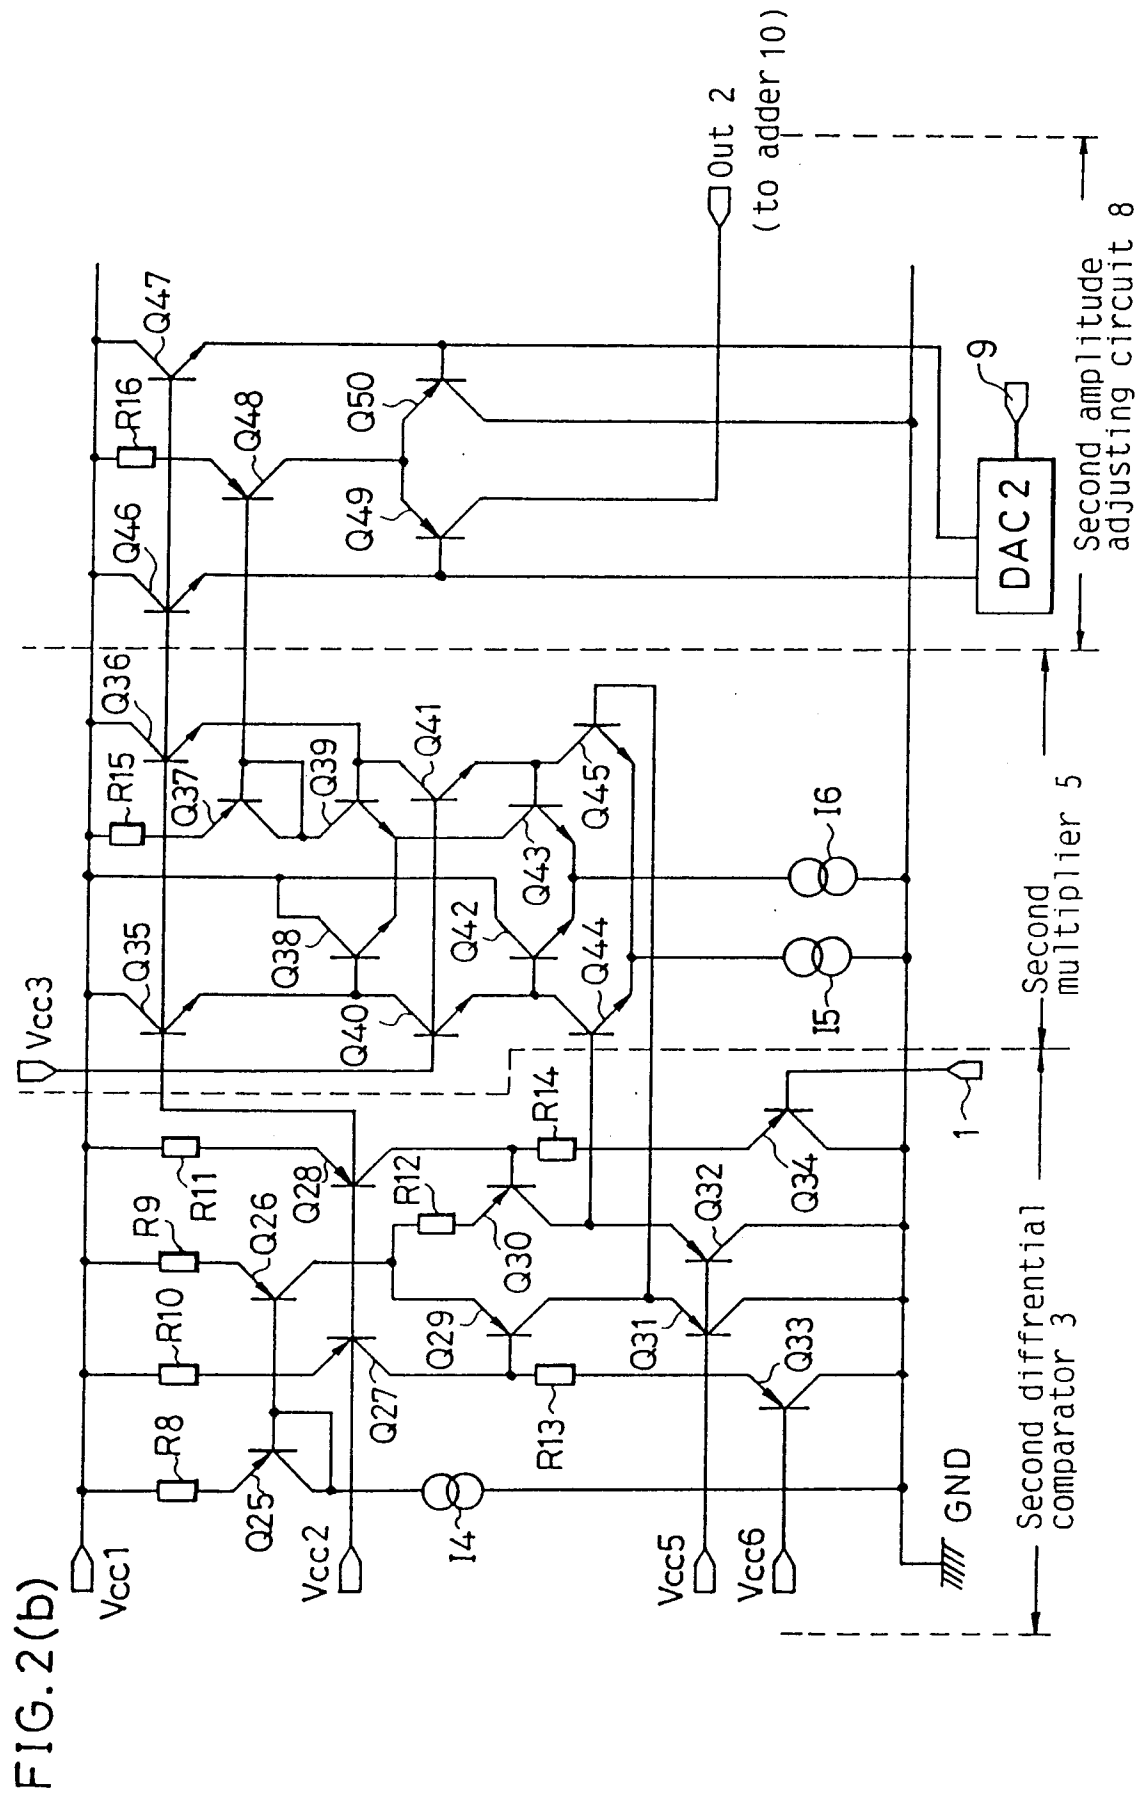 FIG.2(b)
Vcc1
Vcc2
Vcc3
Vcc5
Vcc6
GND
R8
R10
R9
R11
R15
R16
Q25
Q27
Q26
Q28
Q35
Q37
Q36
Q46
Q48
Q47
I4
Q29
R12
Q30
R13
R14
Q31
Q32
Q33
Q34
1
Q38
Q39
Q40
Q41
Q42
Q43
Q44
Q45
I5
I6
Q49
Q50
Out 2
(to adder 10)
DAC 2
9
Second diffrential
comparator 3
Second
multiplier 5
Second amplitude
adjusting circuit 8